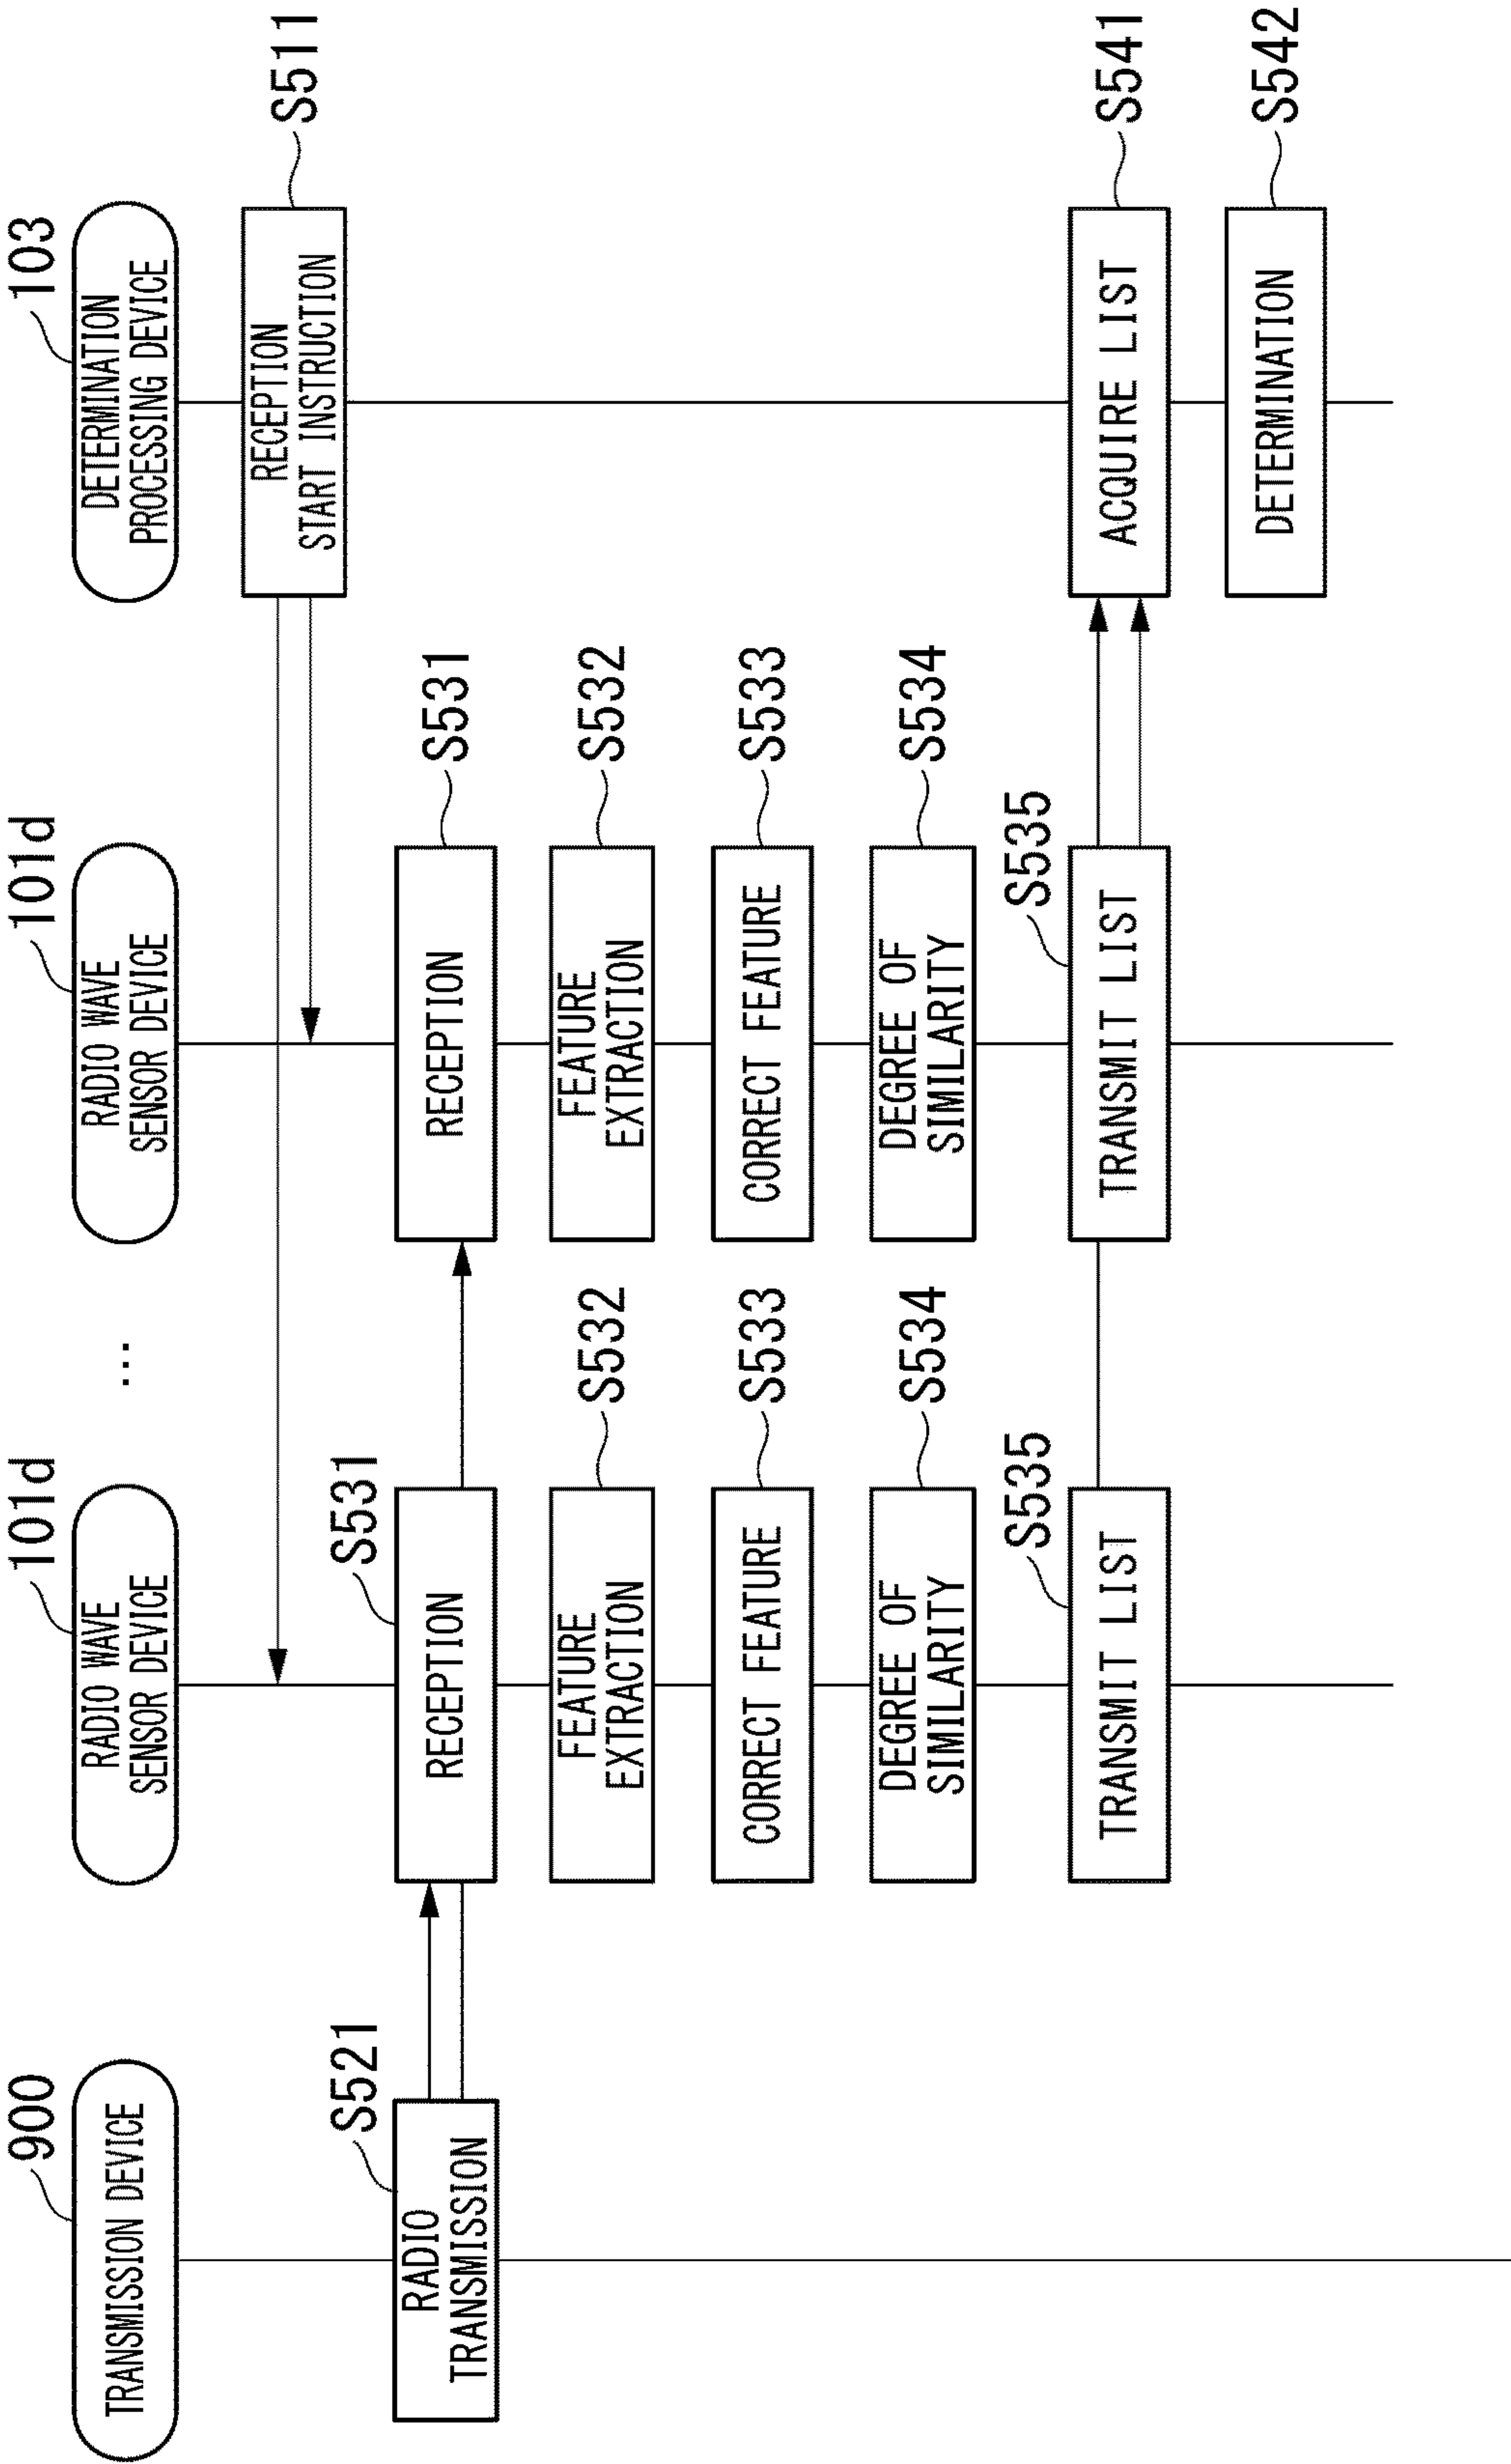 900
TRANSMISSION DEVICE
101d
RADIO WAVE
SENSOR DEVICE
...
101d
RADIO WAVE
SENSOR DEVICE
103
DETERMINATION
PROCESSING DEVICE
RECEPTION
START INSTRUCTION
S511
S521
RADIO
TRANSMISSION
S531
RECEPTION
RECEPTION
S531
FEATURE
EXTRACTION
S532
FEATURE
EXTRACTION
S532
CORRECT FEATURE
S533
CORRECT FEATURE
S533
DEGREE OF
SIMILARITY
S534
DEGREE OF
SIMILARITY
S534
S535
TRANSMIT LIST
S535
TRANSMIT LIST
ACQUIRE LIST
S541
DETERMINATION
S542